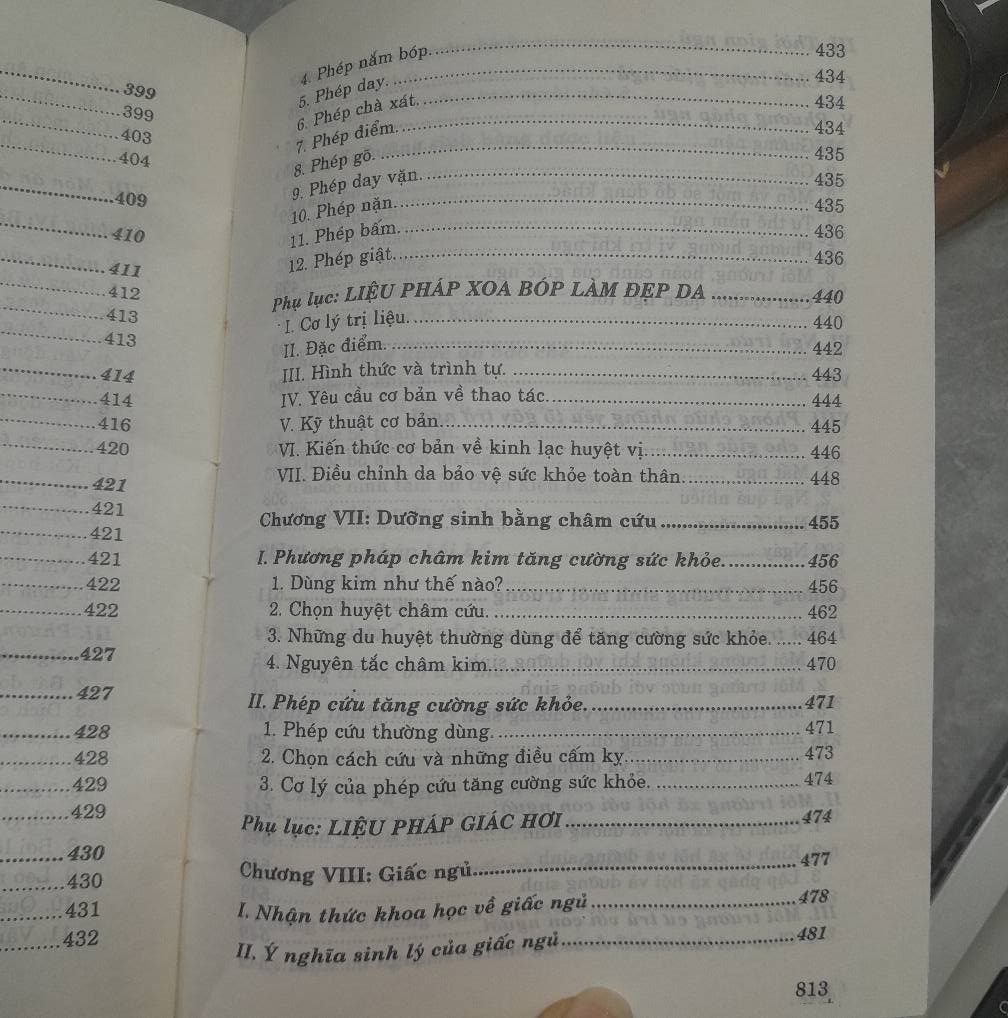 399
399
403
404
409
410
411
412
413
413
414
414
416
420
421
421
421
421
422
422
427
427
428
428
429
429
430
430
431
432
4. Phép nắm bóp. 433
5. Phép day. 434
6. Phép chà xát. 434
7. Phép điểm. 434
8. Phép gõ. 435
9. Phép day vặn. 435
10. Phép nặn. 435
11. Phép bấm. 436
12. Phép giật. 436
Phụ lục: LIỆU PHÁP XOA BÓP LÀM ĐẸP DA 440
I. Cơ lý trị liệu. 440
II. Đặc điểm. 442
III. Hình thức và trình tự. 443
IV. Yêu cầu cơ bản về thao tác. 444
V. Kỹ thuật cơ bản. 445
VI. Kiến thức cơ bản về kinh lạc huyệt vị. 446
VII. Điều chỉnh da bảo vệ sức khỏe toàn thân. 448
Chương VII: Dưỡng sinh bằng châm cứu 455
I. Phương pháp châm kim tăng cường sức khỏe. 456
1. Dùng kim như thế nào? 456
2. Chọn huyệt châm cứu. 462
3. Những du huyệt thường dùng để tăng cường sức khỏe. 464
4. Nguyên tắc châm kim. 470
II. Phép cứu tăng cường sức khỏe. 471
1. Phép cứu thường dùng. 471
2. Chọn cách cứu và những điều cấm kỵ. 473
3. Cơ lý của phép cứu tăng cường sức khỏe. 474
Phụ lục: LIỆU PHÁP GIÁC HƠI 474
Chương VIII: Giấc ngủ 477
I. Nhận thức khoa học về giấc ngủ 478
II. Ý nghĩa sinh lý của giấc ngủ 481
813